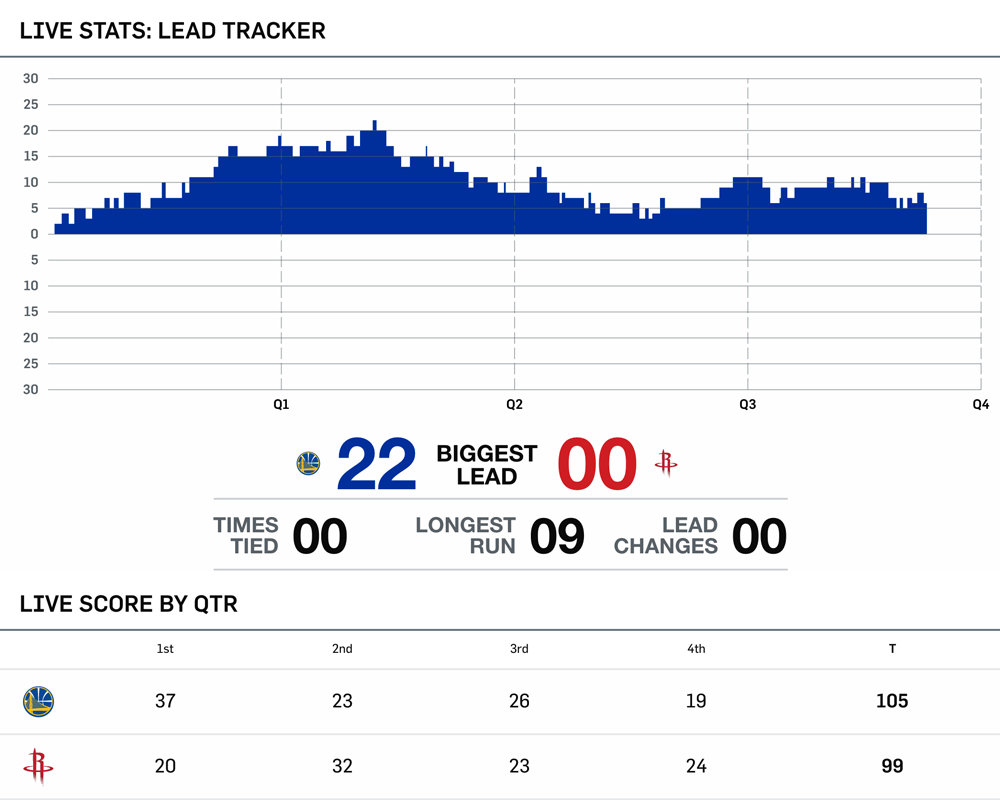 LIVE STATS: LEAD TRACKER
30
25
20
15
10
5
0
5
10
15
20
25
30
Q1 Q2 Q3 Q4
22 BIGGEST LEAD 00
TIMES TIED 00 LONGEST RUN 09 LEAD CHANGES 00
LIVE SCORE BY QTR
1st 2nd 3rd 4th T
37 23 26 19 105
R 20 32 23 24 99